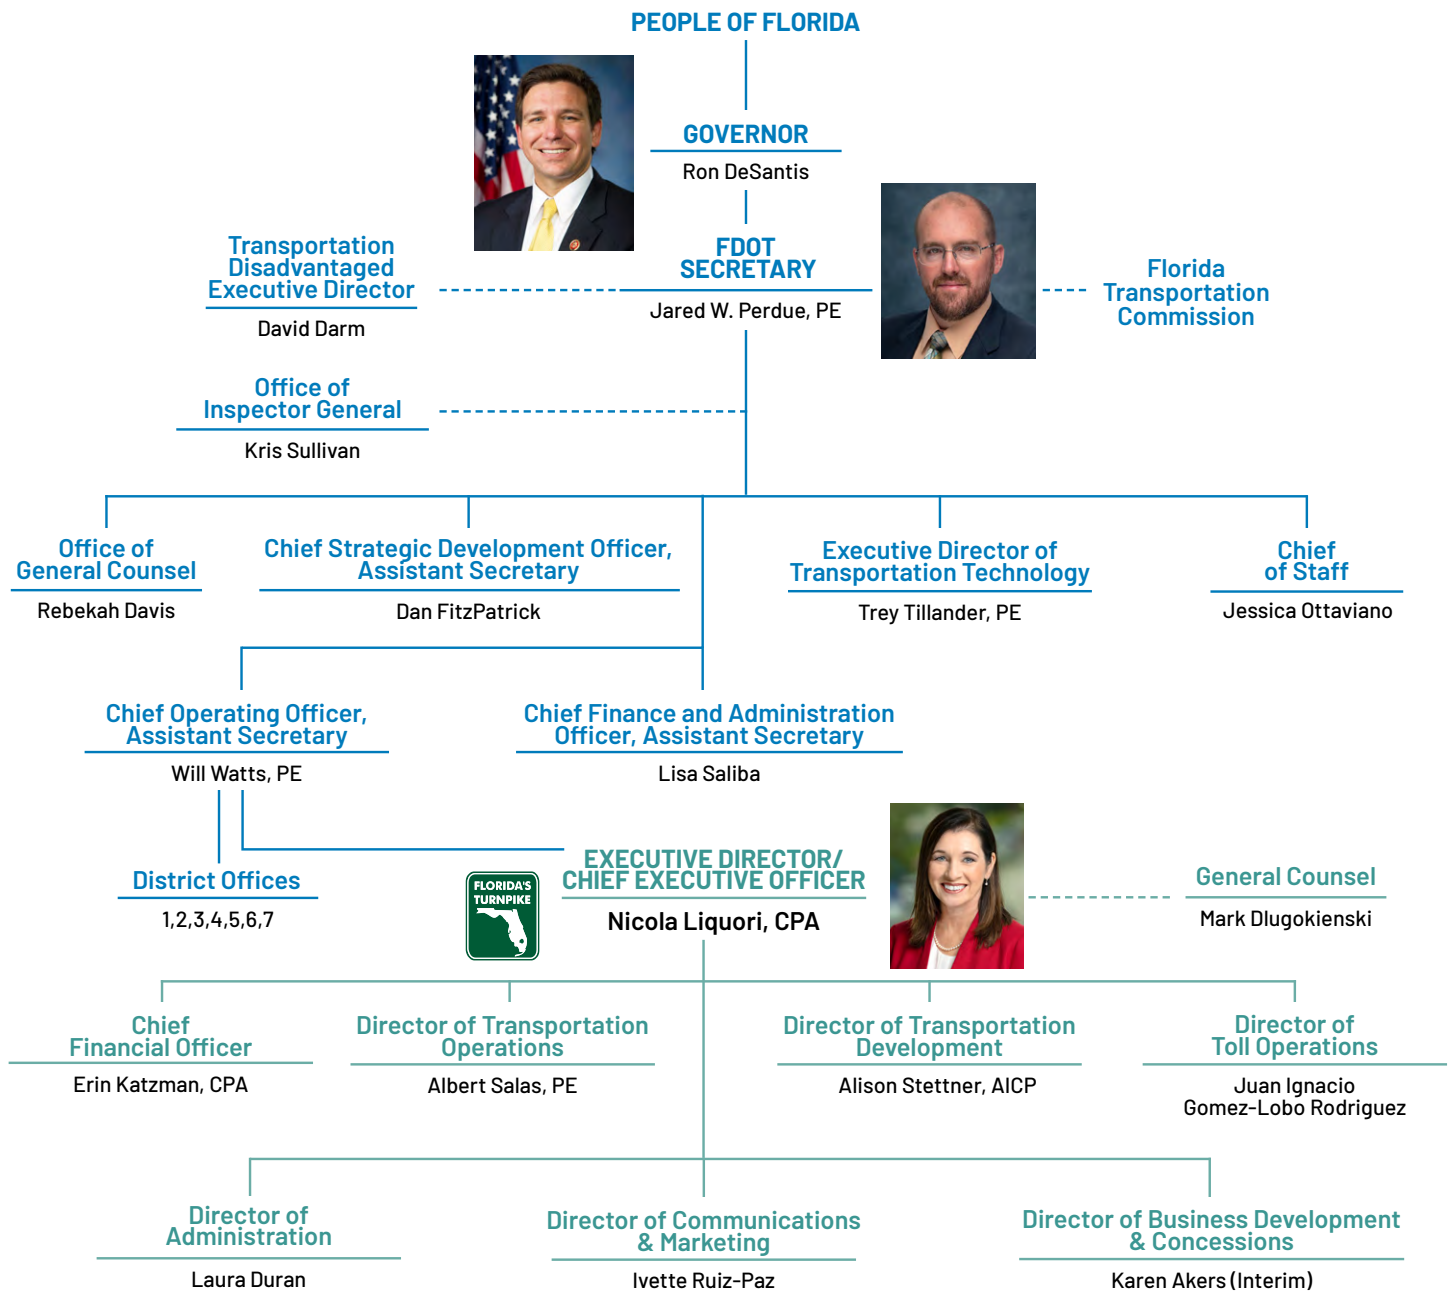 PEOPLE OF FLORIDA
GOVERNOR
Ron DeSantis
FDOT
SECRETARY
Jared W. Perdue, PE
Transportation
Disadvantaged
Executive Director
David Darm
Florida
Transportation
Commission
Office of
Inspector General
Kris Sullivan
Office of
General Counsel
Rebekah Davis
Chief Strategic Development Officer,
Assistant Secretary
Dan FitzPatrick
Executive Director of
Transportation Technology
Trey Tillander, PE
Chief
of Staff
Jessica Ottaviano
Chief Operating Officer,
Assistant Secretary
Will Watts, PE
Chief Finance and Administration
Officer, Assistant Secretary
Lisa Saliba
District Offices
1,2,3,4,5,6,7
FLORIDA'S
TURNPIKE
EXECUTIVE DIRECTOR/
CHIEF EXECUTIVE OFFICER
Nicola Liquori, CPA
General Counsel
Mark Dlugokienski
Chief
Financial Officer
Erin Katzman, CPA
Director of Transportation
Operations
Albert Salas, PE
Director of Transportation
Development
Alison Stettner, AICP
Director of
Toll Operations
Juan Ignacio
Gomez-Lobo Rodriguez
Director of
Administration
Laura Duran
Director of Communications
& Marketing
Ivette Ruiz-Paz
Director of Business Development
& Concessions
Karen Akers (Interim)